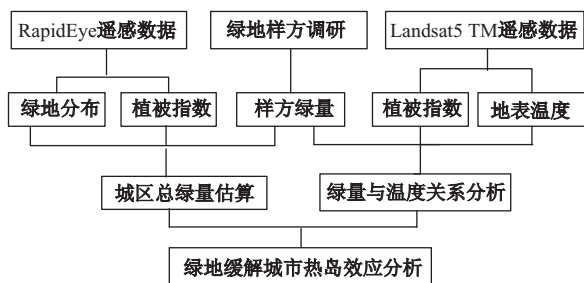 RapidEye遥感数据
绿地样方调研
Landsat5 TM遥感数据
绿地分布
植被指数
样方绿量
植被指数
地表温度
城区总绿量估算
绿量与温度关系分析
绿地缓解城市热岛效应分析